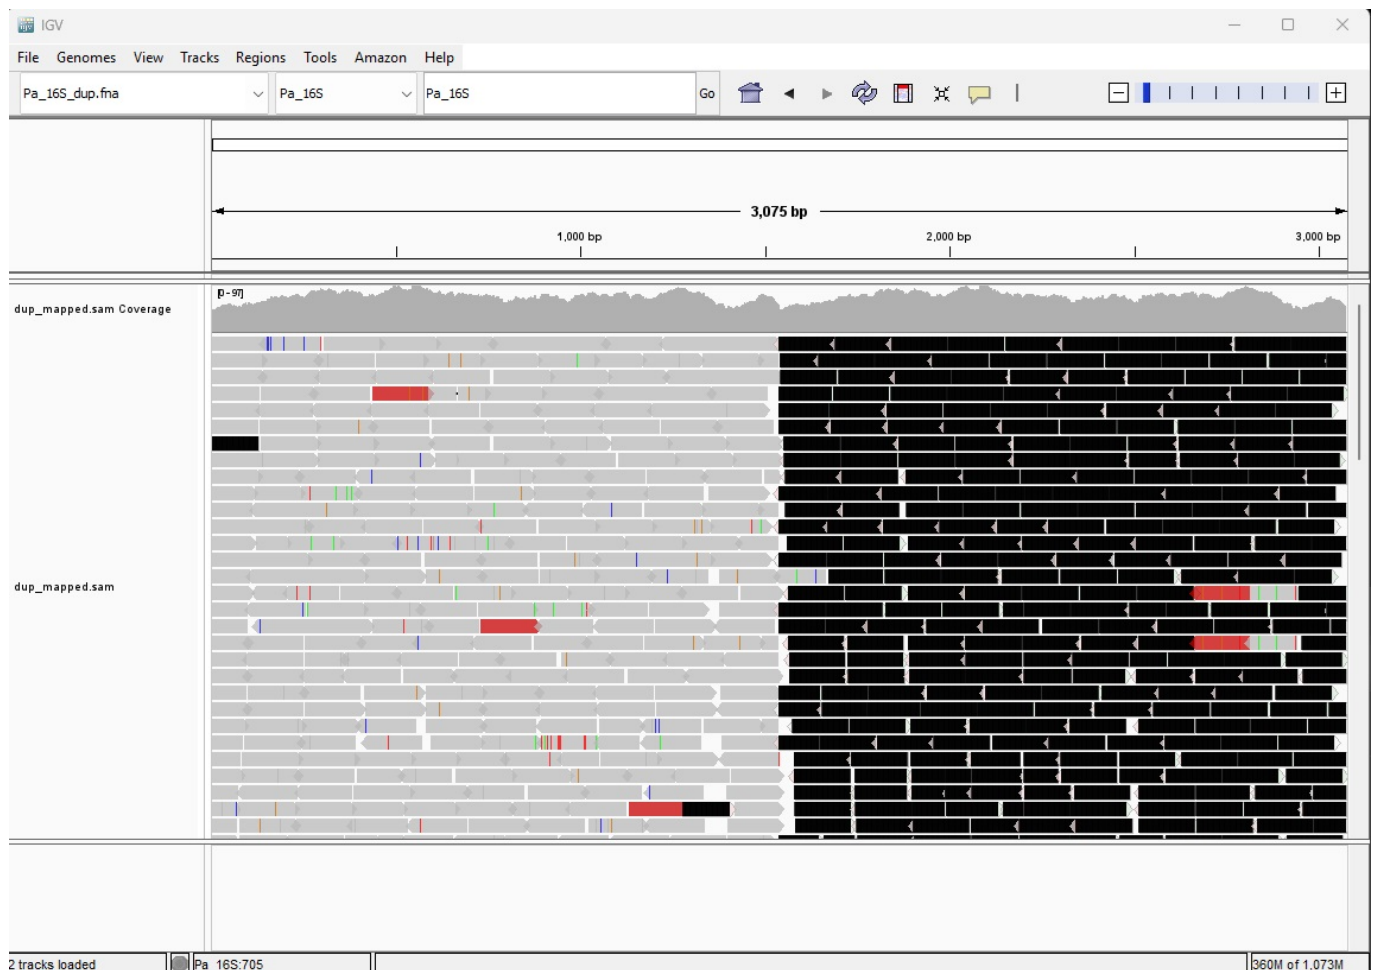 IGV
File Genomes View Tracks Regions Tools Amazon Help
Pa_16S_dup.fna Pa_16S Pa_16S Go
3,075 bp
1,000 bp 2,000 bp 3,000 bp
[0-97]
dup_mapped.sam Coverage
dup_mapped.sam
2 tracks loaded Pa_16S:705 360M of 1,073M